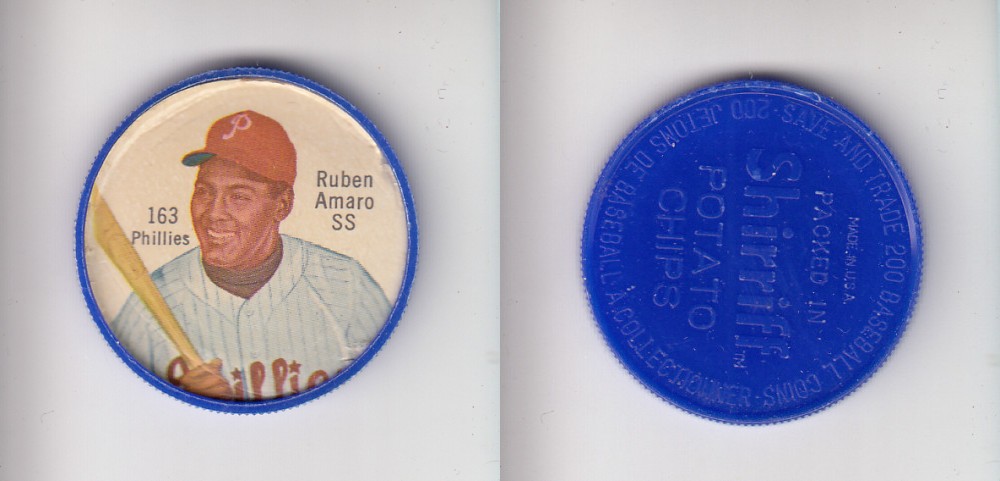 P
163
Phillies
Ruben
Amaro
SS
Phillies
SAVE AND TRADE 200 BASEBALL COINS · 200 JETONS DE BASEBALL A COLLECTIONNER ·
MADE IN U.S.A.
PACKED IN
Shirriff™
POTATO
CHIPS